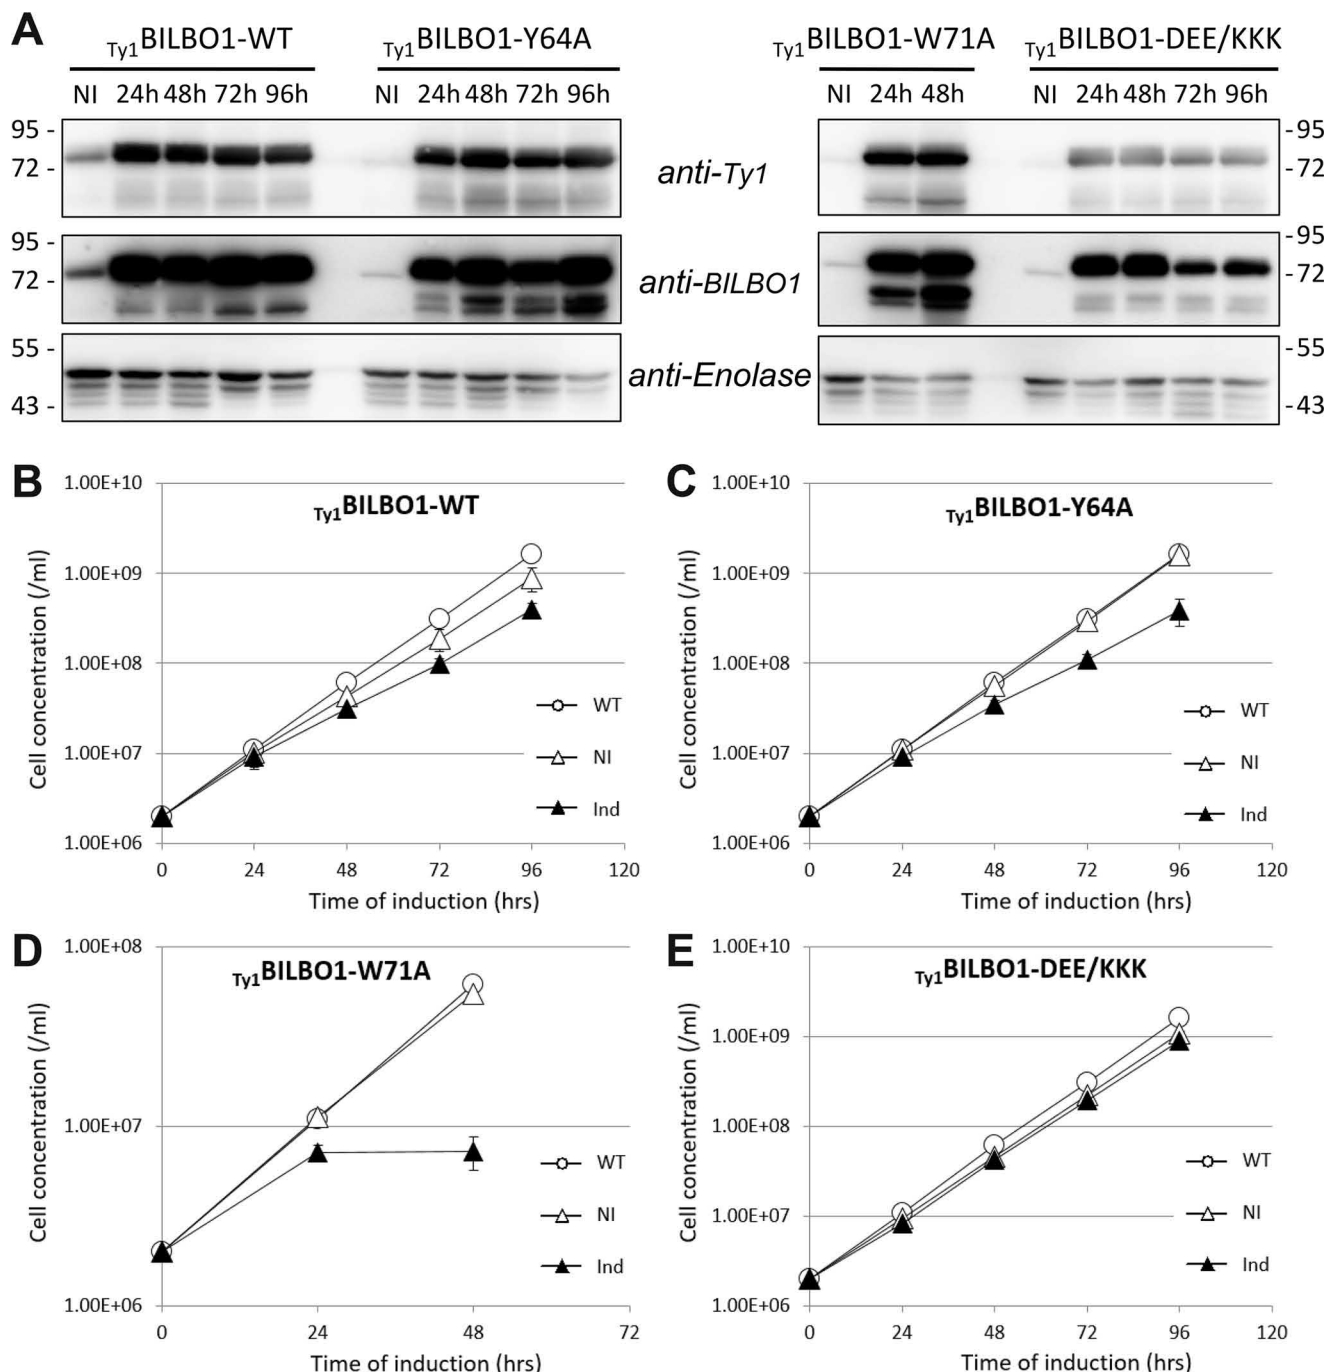 A
Ty1BILBO1-WT Ty1BILBO1-Y64A Ty1BILBO1-W71A Ty1BILBO1-DEE/KKK
NI 24h 48h 72h 96h NI 24h 48h 72h 96h NI 24h 48h NI 24h 48h 72h 96h
95 - -95
72 - anti-Ty1 -72
95 - -95
72 - anti-BILBO1 -72
55 - -55
anti-Enolase
43 - -43
B
Ty1BILBO1-WT
Cell concentration (/ml)
1.00E+10
1.00E+09
1.00E+08
1.00E+07
1.00E+06
WT
NI
Ind
0 24 48 72 96 120
Time of induction (hrs)
C
Ty1BILBO1-Y64A
Cell concentration (/ml)
1.00E+10
1.00E+09
1.00E+08
1.00E+07
1.00E+06
WT
NI
Ind
0 24 48 72 96 120
Time of induction (hrs)
D
Ty1BILBO1-W71A
Cell concentration (/ml)
1.00E+08
1.00E+07
1.00E+06
WT
NI
Ind
0 24 48 72
Time of induction (hrs)
E
Ty1BILBO1-DEE/KKK
Cell concentration (/ml)
1.00E+10
1.00E+09
1.00E+08
1.00E+07
1.00E+06
WT
NI
Ind
0 24 48 72 96 120
Time of induction (hrs)